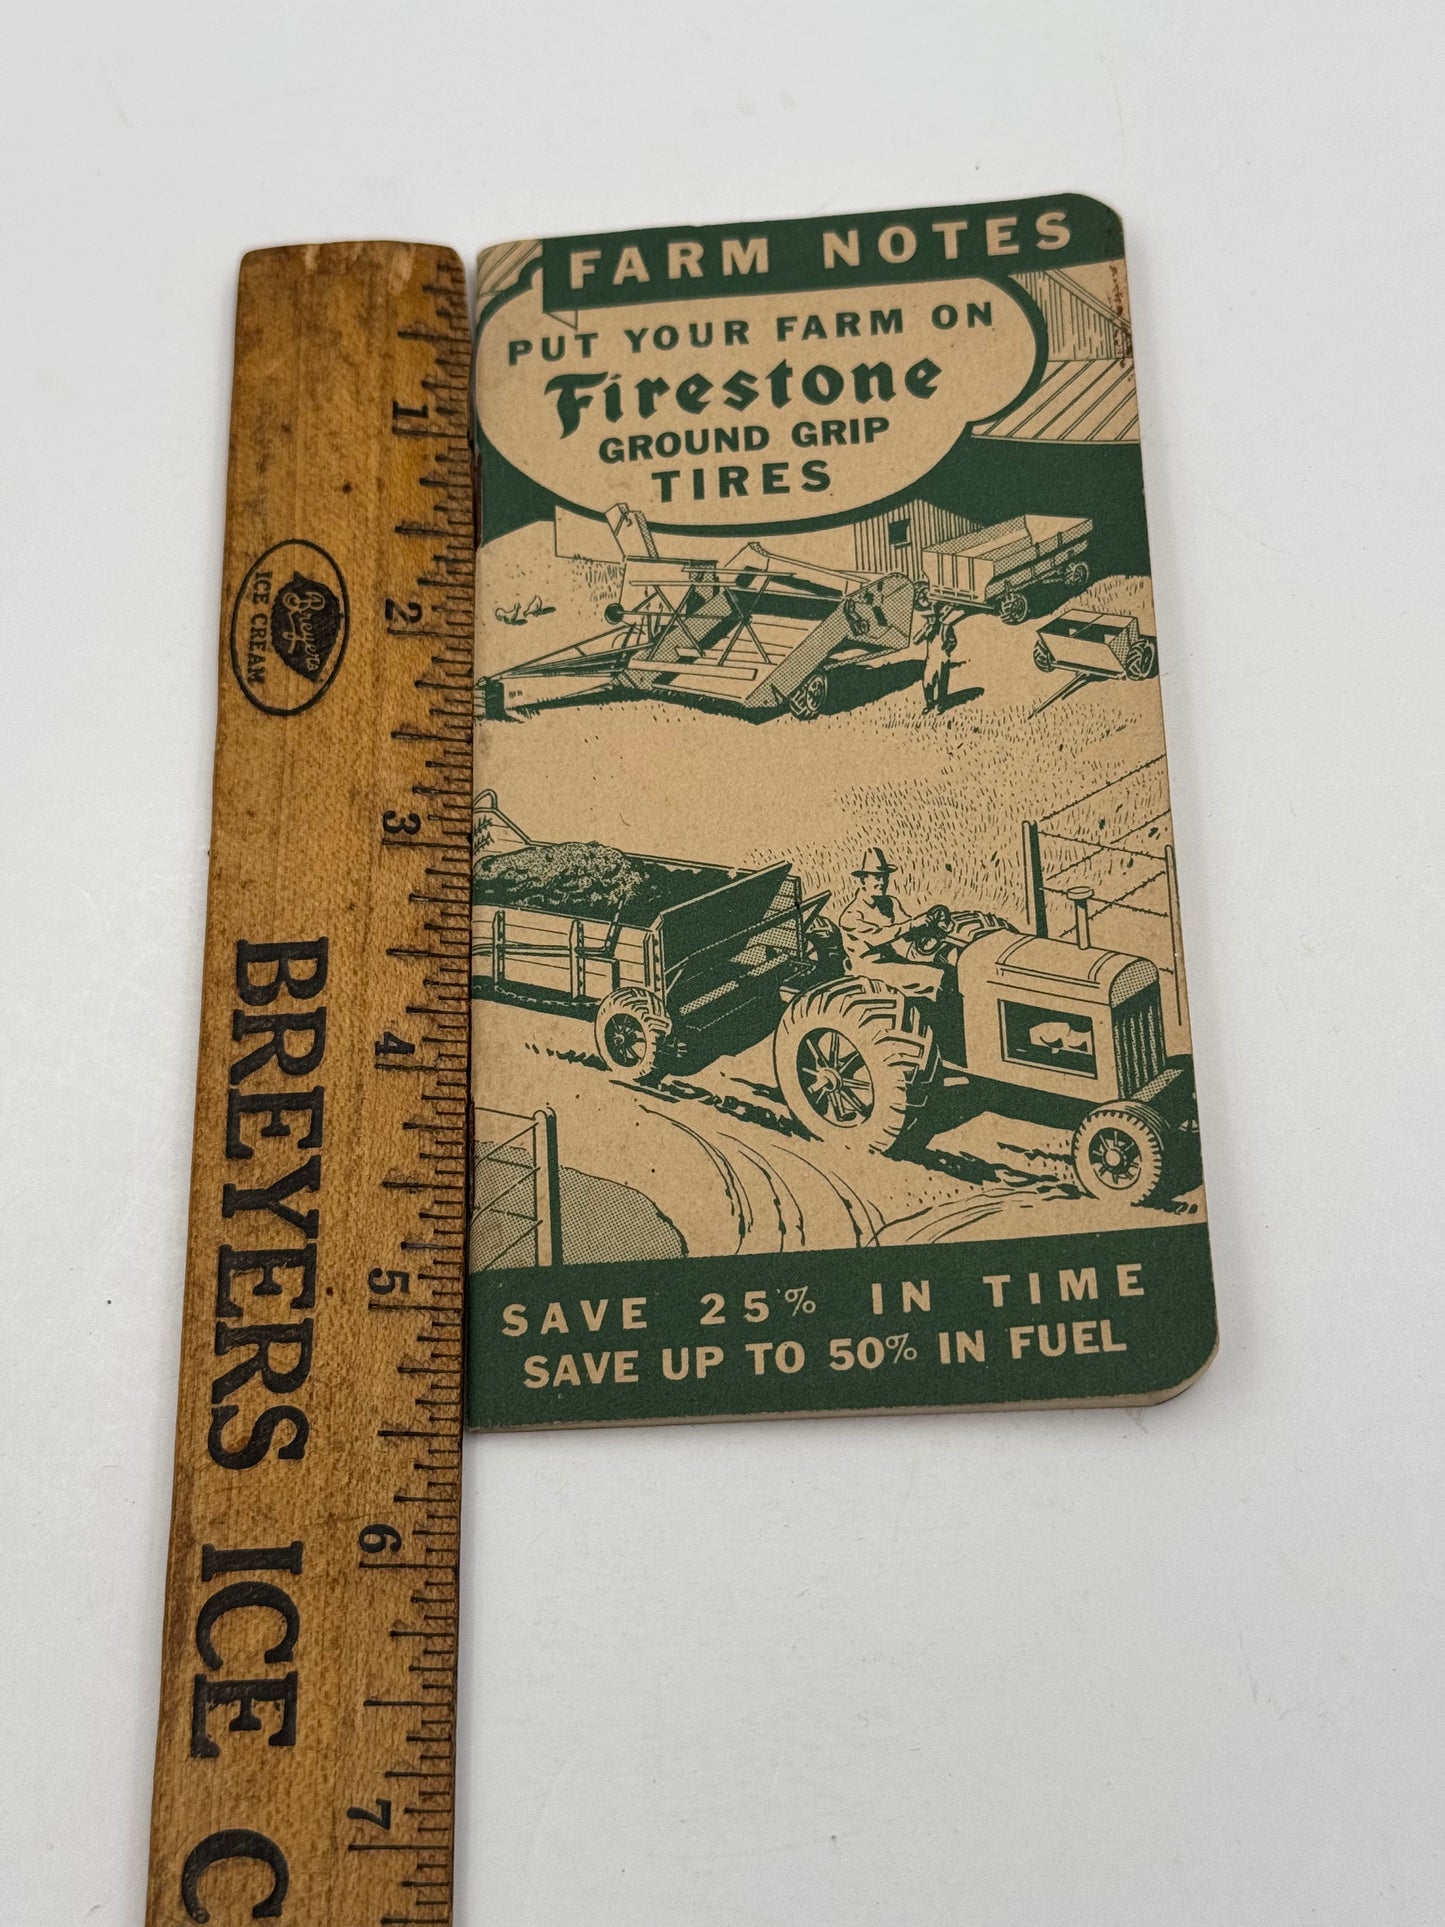 FARM NOTES
PUT YOUR FARM ON
Firestone
GROUND GRIP
TIRES
SAVE 25% IN TIME
SAVE UP TO 50% IN FUEL
1
2
3
4
5
6
7
Breyers
ICE CREAM
BREYERS ICE C